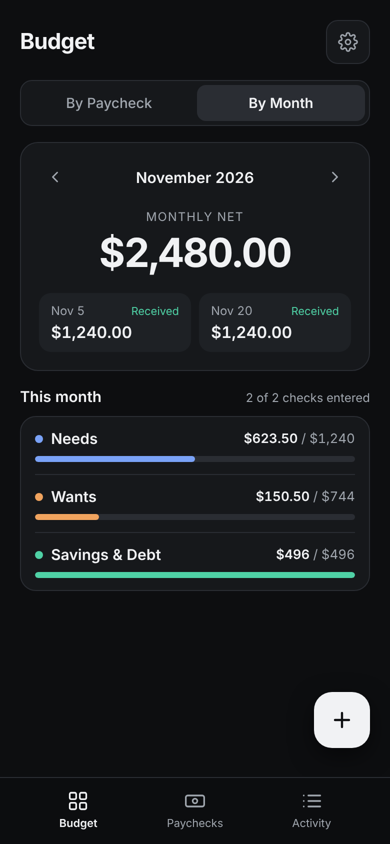 Budget
By Paycheck By Month
November 2026
MONTHLY NET
$2,480.00
Nov 5 Received
$1,240.00
Nov 20 Received
$1,240.00
This month 2 of 2 checks entered
Needs $623.50 / $1,240
Wants $150.50 / $744
Savings & Debt $496 / $496
Budget Paychecks Activity